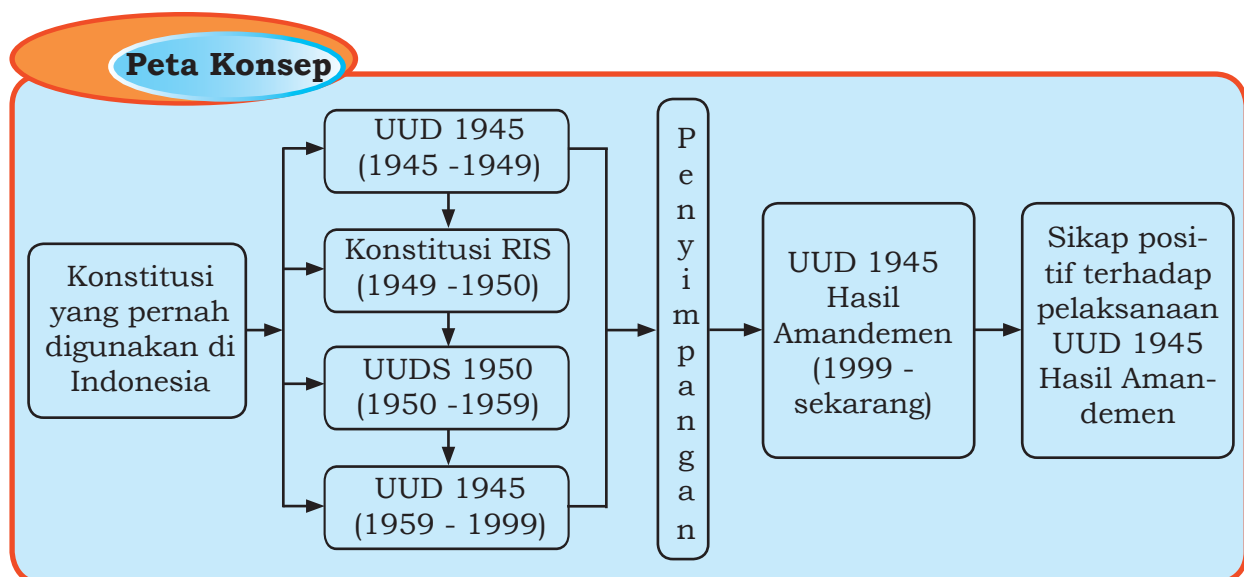 Peta Konsep
Konstitusi
yang pernah
digunakan di
Indonesia
UUD 1945
(1945 -1949)
Konstitusi RIS
(1949 -1950)
UUDS 1950
(1950 -1959)
UUD 1945
(1959 - 1999)
Penyimpangan
UUD 1945
Hasil
Amandemen
(1999 -
sekarang)
Sikap posi-
tif terhadap
pelaksanaan
UUD 1945
Hasil Aman-
demen